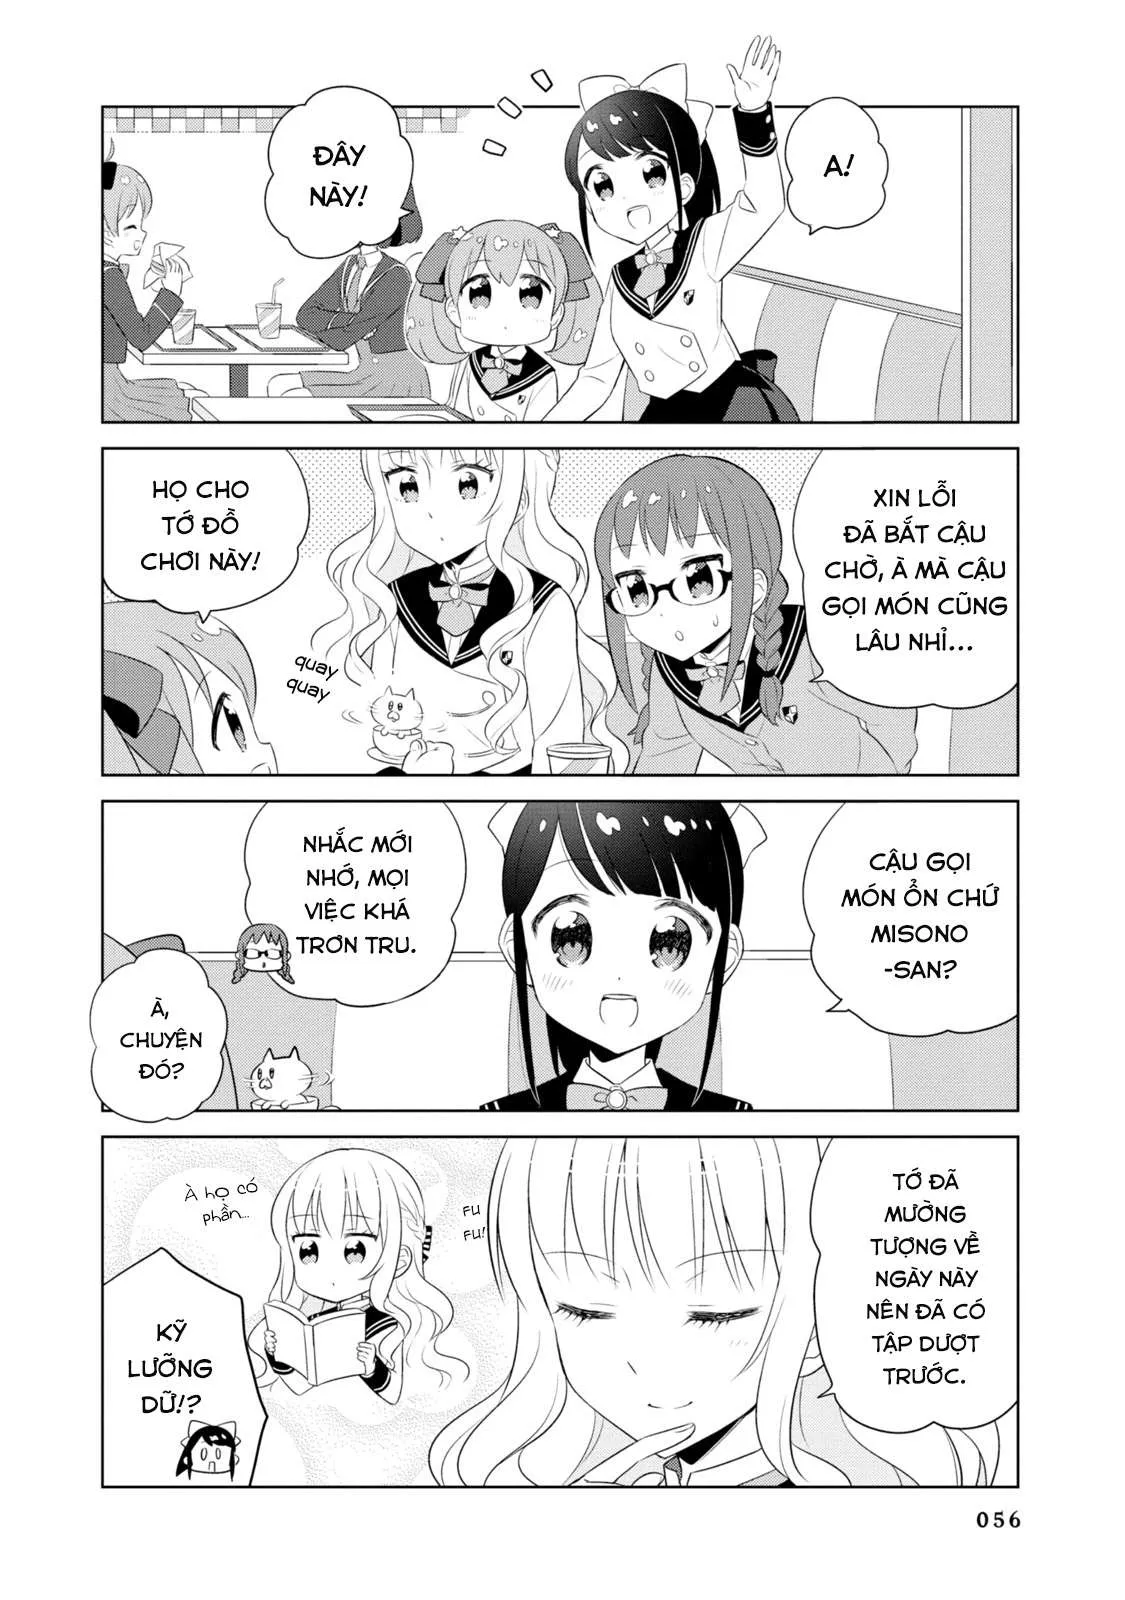 A!
ĐÂY
NÀY!
XIN LỖI
ĐÃ BẮT CẬU
CHỜ, À MÀ CẬU
GỌI MÓN CŨNG
LÂU NHỈ...
HỌ CHO
TỚ ĐỒ
CHƠI NÀY!
quay
quay
CẬU GỌI
MÓN ỔN CHỨ
MISONO
-SAN?
NHẮC MỚI
NHỚ, MỌI
VIỆC KHÁ
TRƠN TRU.
À,
CHUYỆN
ĐÓ?
TỚ ĐÃ
MƯỜNG
TƯỢNG VỀ
NGÀY NÀY
NÊN ĐÃ CÓ
TẬP DƯỢT
TRƯỚC.
FU
FU!
À họ có
phần...
KỸ
LƯỠNG
DỮ!?
056